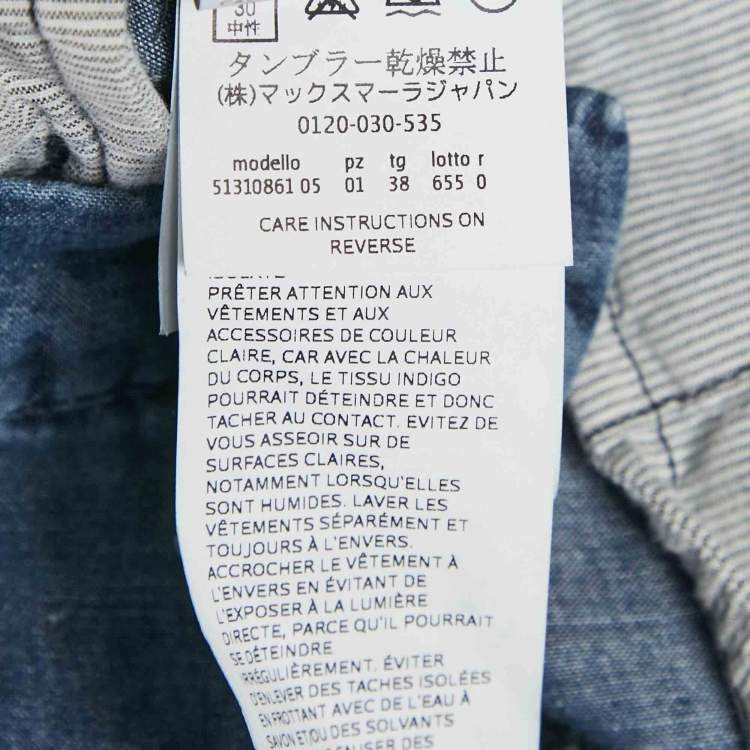 30
中性
タンブラー乾燥禁止
(株)マックスマーラジャパン
0120-030-535
modello pz tg lotto r
51310861 05 01 38 655 0
CARE INSTRUCTIONS ON
REVERSE
PRÊTER ATTENTION AUX
VÊTEMENTS ET AUX
ACCESSOIRES DE COULEUR
CLAIRE, CAR AVEC LA CHALEUR
DU CORPS, LE TISSU INDIGO
POURRAIT DÉTEINDRE ET DONC
TACHER AU CONTACT. EVITEZ DE
VOUS ASSEOIR SUR DE
SURFACES CLAIRES,
NOTAMMENT LORSQU'ELLES
SONT HUMIDES. LAVER LES
VÊTEMENTS SÉPARÉMENT ET
TOUJOURS À L'ENVERS.
ACCROCHER LE VÊTEMENT À
L'ENVERS EN ÉVITANT DE
L'EXPOSER À LA LUMIÈRE
DIRECTE, PARCE QU'IL POURRAIT
SE DÉTEINDRE
IRRÉGULIÈREMENT. ÉVITER
D'ENLEVER DES TACHES ISOLÉES
EN FROTTANT AVEC DE L'EAU À
SAVON ET/OU DES SOLVANTS
DES